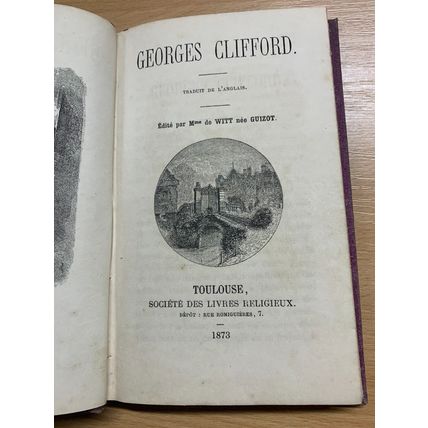 GEORGES CLIFFORD.
TRADUIT DE L'ANGLAIS.
Édité par Mme de WITT née GUIZOT.
TOULOUSE,
SOCIÉTÉ DES LIVRES RELIGIEUX.
DÉPÔT : RUE ROMIGUIÈRES, 7.
1873